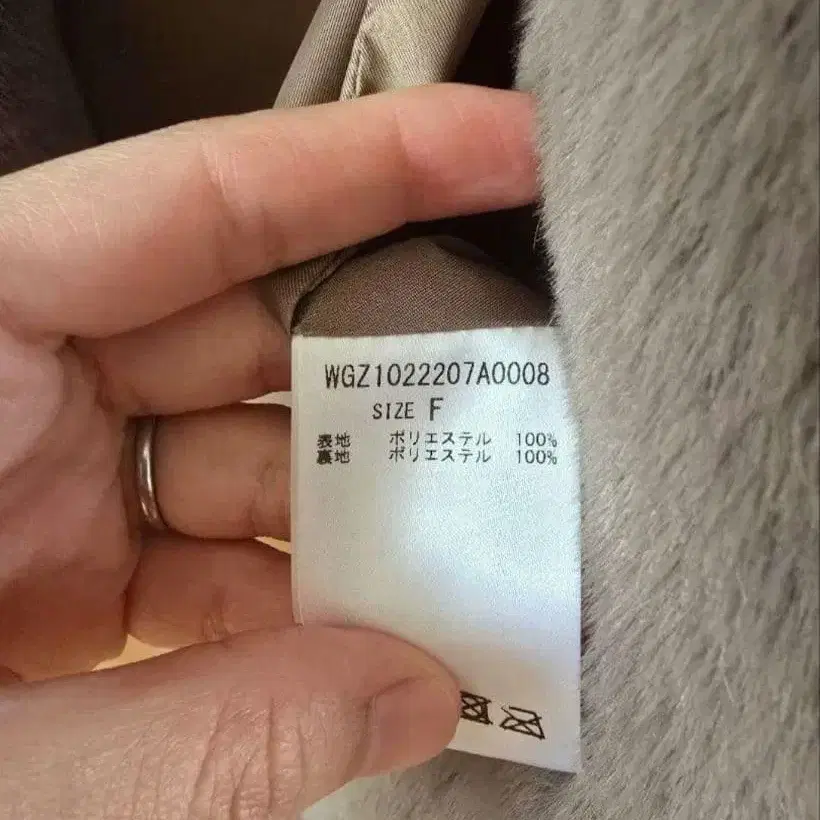 WGZ1022207A0008
SIZE F
表地 ポリエステル 100%
裏地 ポリエステル 100%